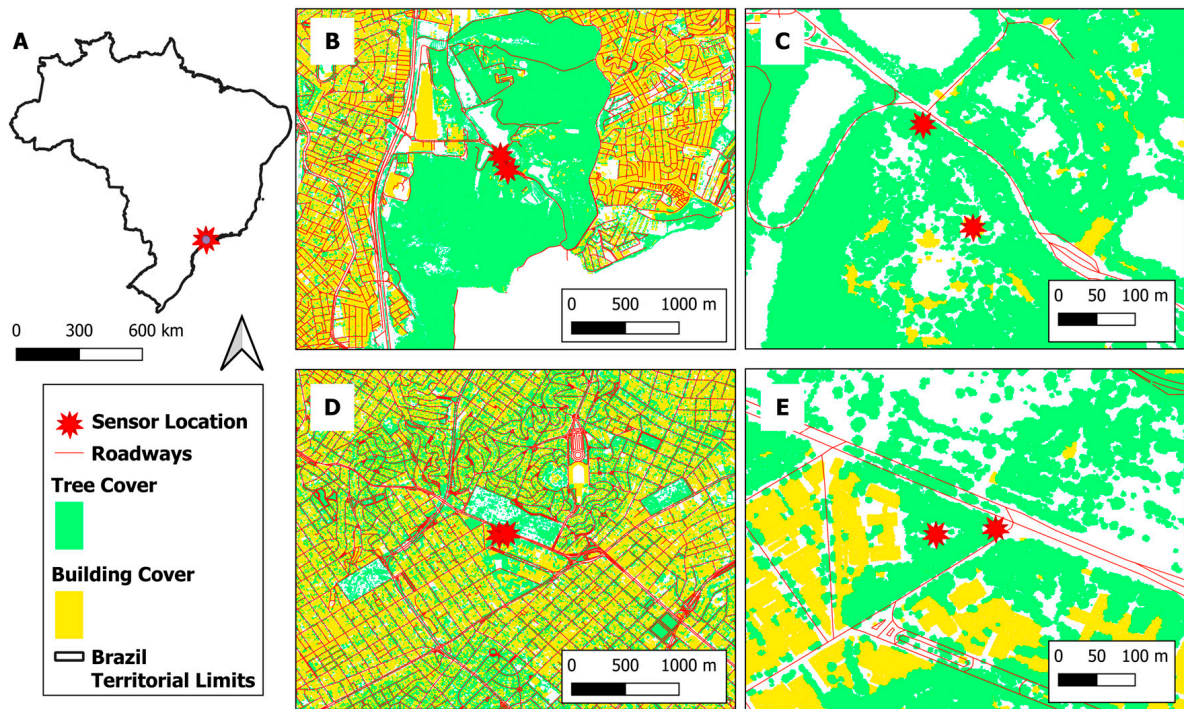 A
0 300 600 km
Sensor Location
Roadways
Tree Cover
Building Cover
Brazil
Territorial Limits
B
0 500 1000 m
C
0 50 100 m
D
0 500 1000 m
E
0 50 100 m